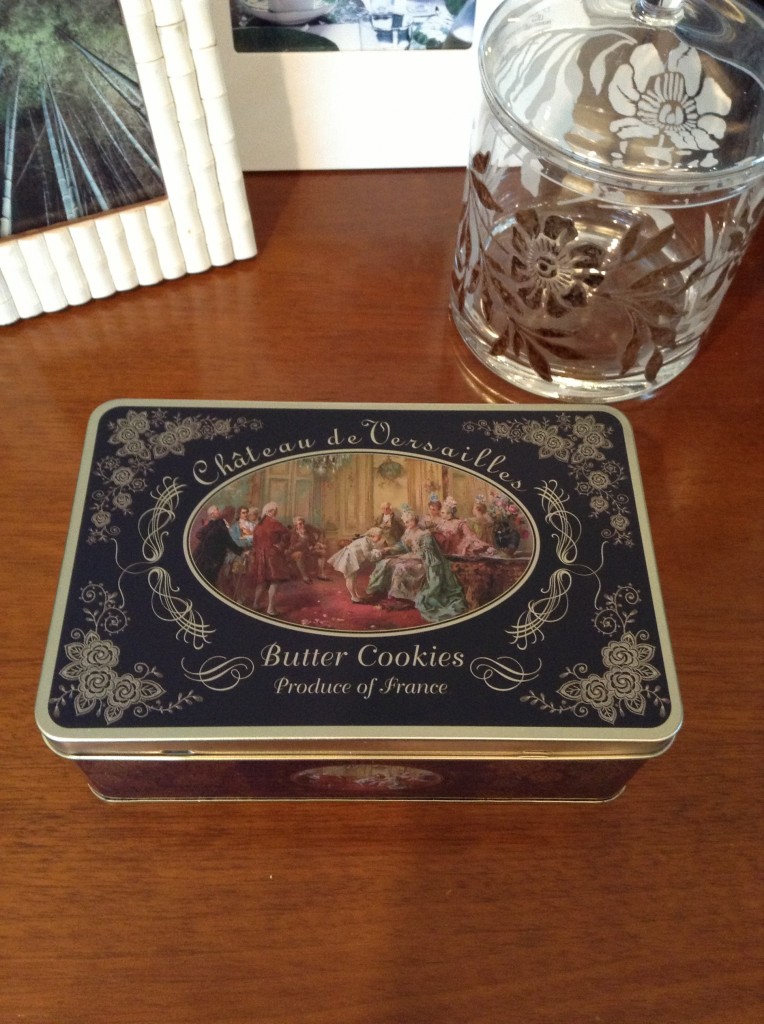 Château de Versailles
Butter Cookies
Produce of France